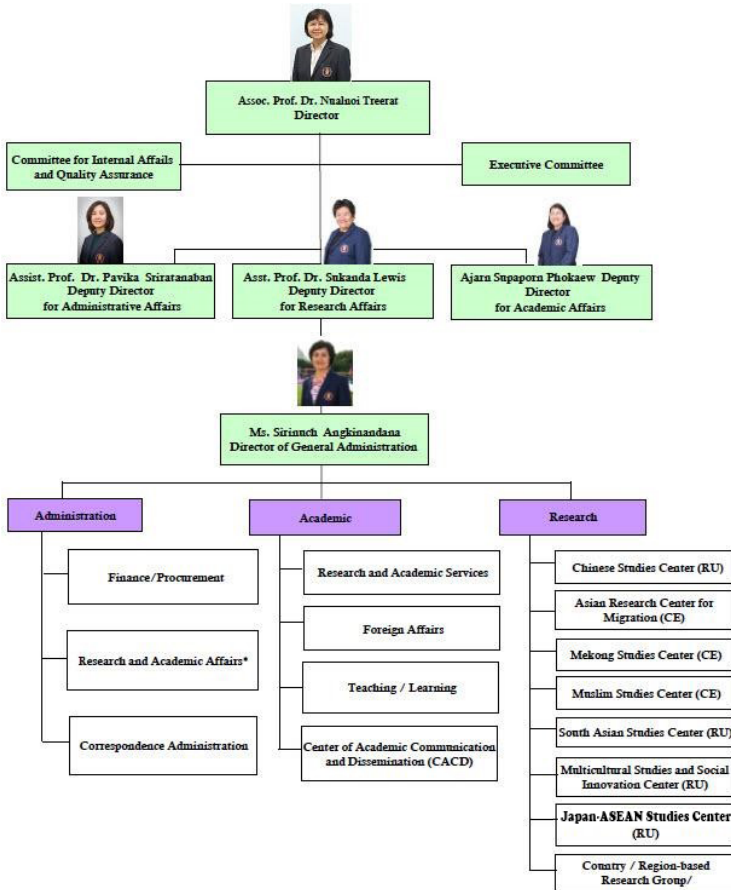 Assoc. Prof. Dr. Nualnoi Treerat
Director
Committee for Internal Affails
and Quality Assurance
Executive Committee
Assist. Prof. Dr. Pavika Sriratanaban
Deputy Director
for Administrative Affairs
Asst. Prof. Dr. Sukanda Lewis
Deputy Director
for Research Affairs
Ajarn Supaporn Phokaew Deputy
Director
for Academic Affairs
Ms. Sirinuch Angkinandana
Director of General Administration
Administration
Finance/Procurement
Research and Academic Affairs*
Correspondence Administration
Academic
Research and Academic Services
Foreign Affairs
Teaching / Learning
Center of Academic Communication
and Dissemination (CACD)
Research
Chinese Studies Center (RU)
Asian Research Center for
Migration (CE)
Mekong Studies Center (CE)
Muslim Studies Center (CE)
South Asian Studies Center (RU)
Multicultural Studies and Social
Innovation Center (RU)
Japan-ASEAN Studies Center
(RU)
Country / Region-based
Research Group/